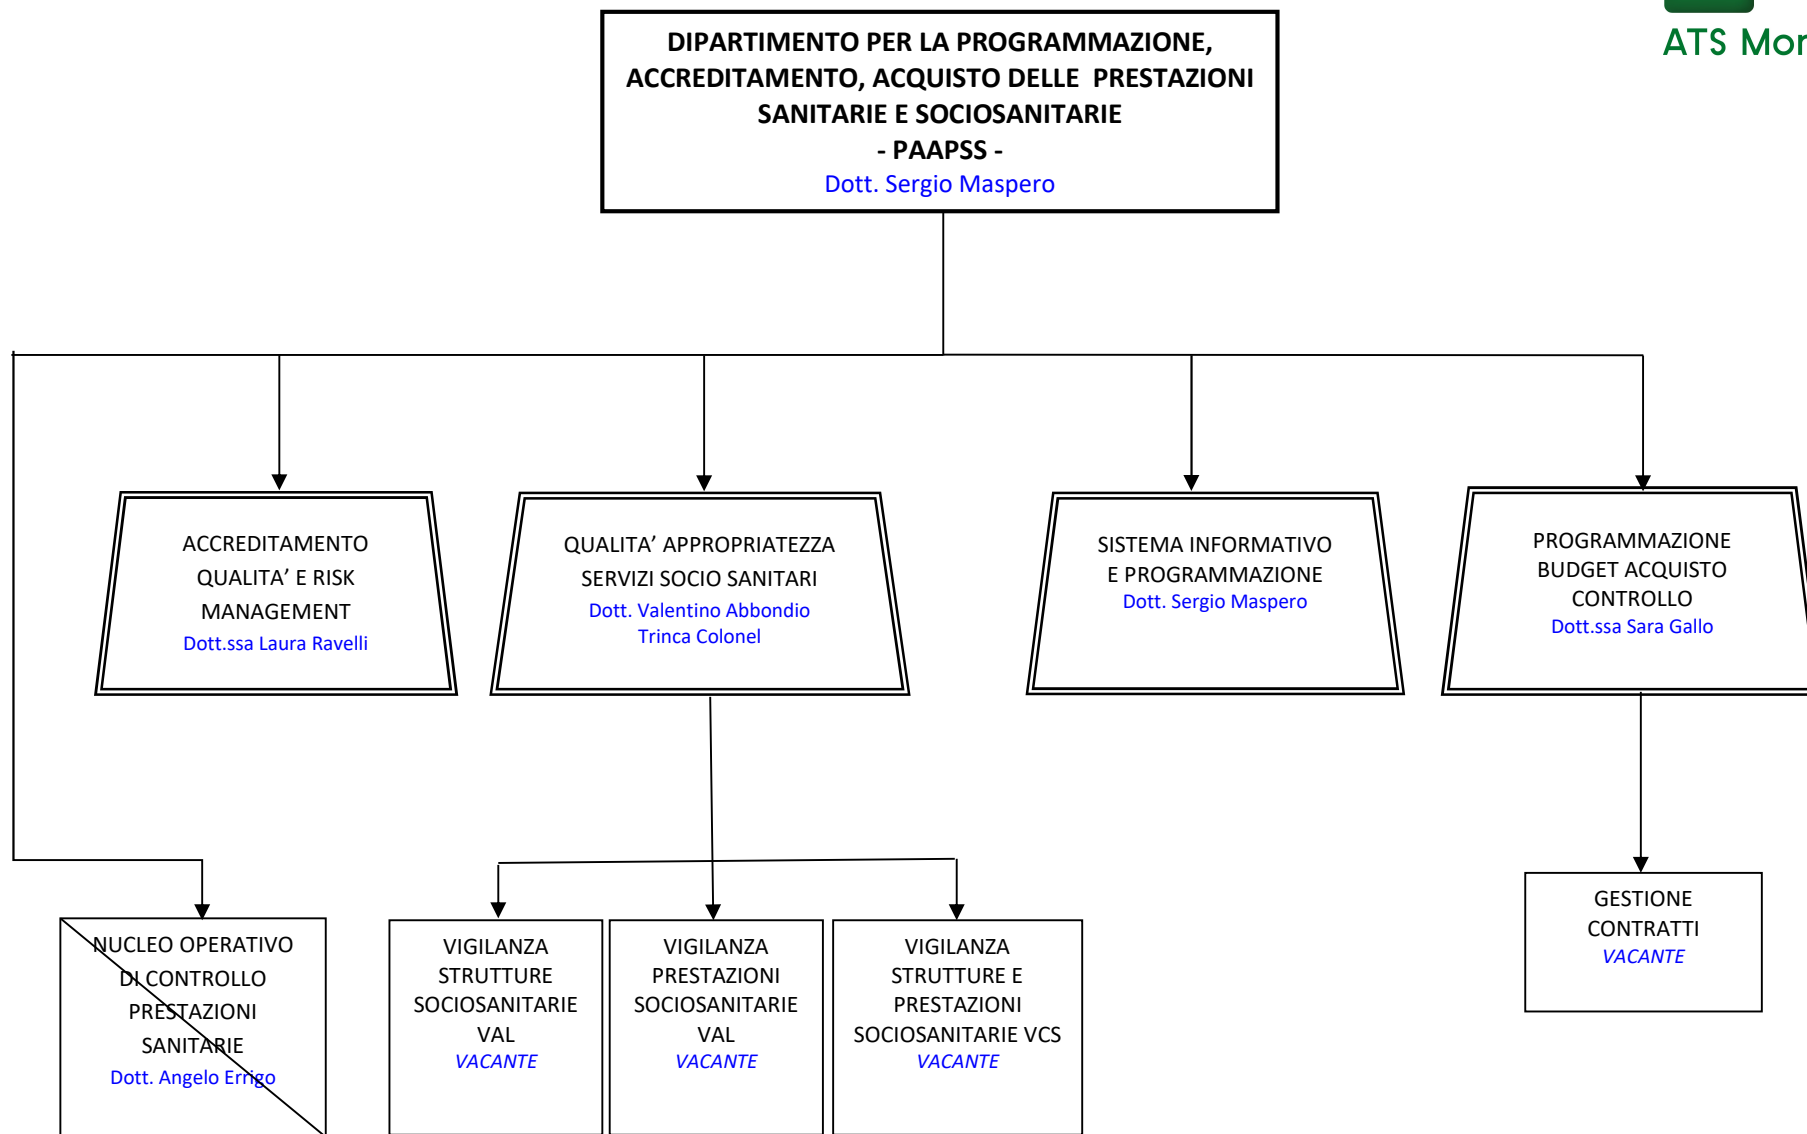 ATS Mon
DIPARTIMENTO PER LA PROGRAMMAZIONE,
ACCREDITAMENTO, ACQUISTO DELLE PRESTAZIONI
SANITARIE E SOCIOSANITARIE
- PAAPSS -
Dott. Sergio Maspero
ACCREDITAMENTO
QUALITA’ E RISK
MANAGEMENT
Dott.ssa Laura Ravelli
QUALITA’ APPROPRIATEZZA
SERVIZI SOCIO SANITARI
Dott. Valentino Abbondio
Trinca Colonel
SISTEMA INFORMATIVO
E PROGRAMMAZIONE
Dott. Sergio Maspero
PROGRAMMAZIONE
BUDGET ACQUISTO
CONTROLLO
Dott.ssa Sara Gallo
NUCLEO OPERATIVO
DI CONTROLLO
PRESTAZIONI
SANITARIE
Dott. Angelo Errigo
VIGILANZA
STRUTTURE
SOCIOSANITARIE
VAL
VACANTE
VIGILANZA
PRESTAZIONI
SOCIOSANITARIE
VAL
VACANTE
VIGILANZA
STRUTTURE E
PRESTAZIONI
SOCIOSANITARIE VCS
VACANTE
GESTIONE
CONTRATTI
VACANTE